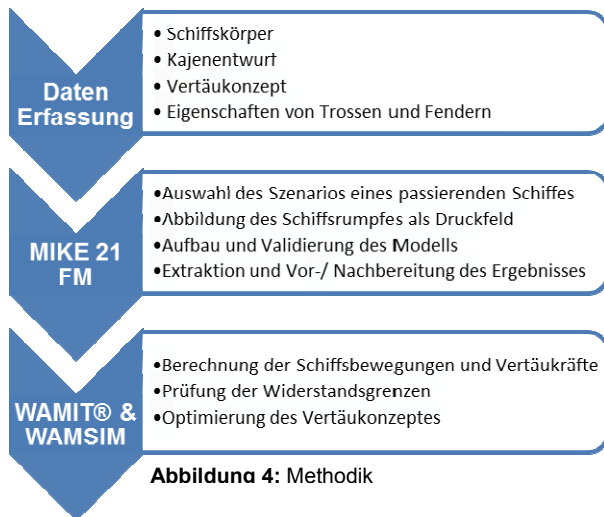 Daten
Erfassung
• Schiffskörper
• Kajenentwurf
• Vertäukonzept
• Eigenschaften von Trossen und Fendern
MIKE 21
FM
•Auswahl des Szenarios eines passierenden Schiffes
•Abbildung des Schiffsrumpfes als Druckfeld
•Aufbau und Validierung des Modells
•Extraktion und Vor-/ Nachbereitung des Ergebnisses
WAMIT® &
WAMSIM
•Berechnung der Schiffsbewegungen und Vertäukräfte
•Prüfung der Widerstandsgrenzen
•Optimierung des Vertäukonzeptes
Abbildung 4: Methodik